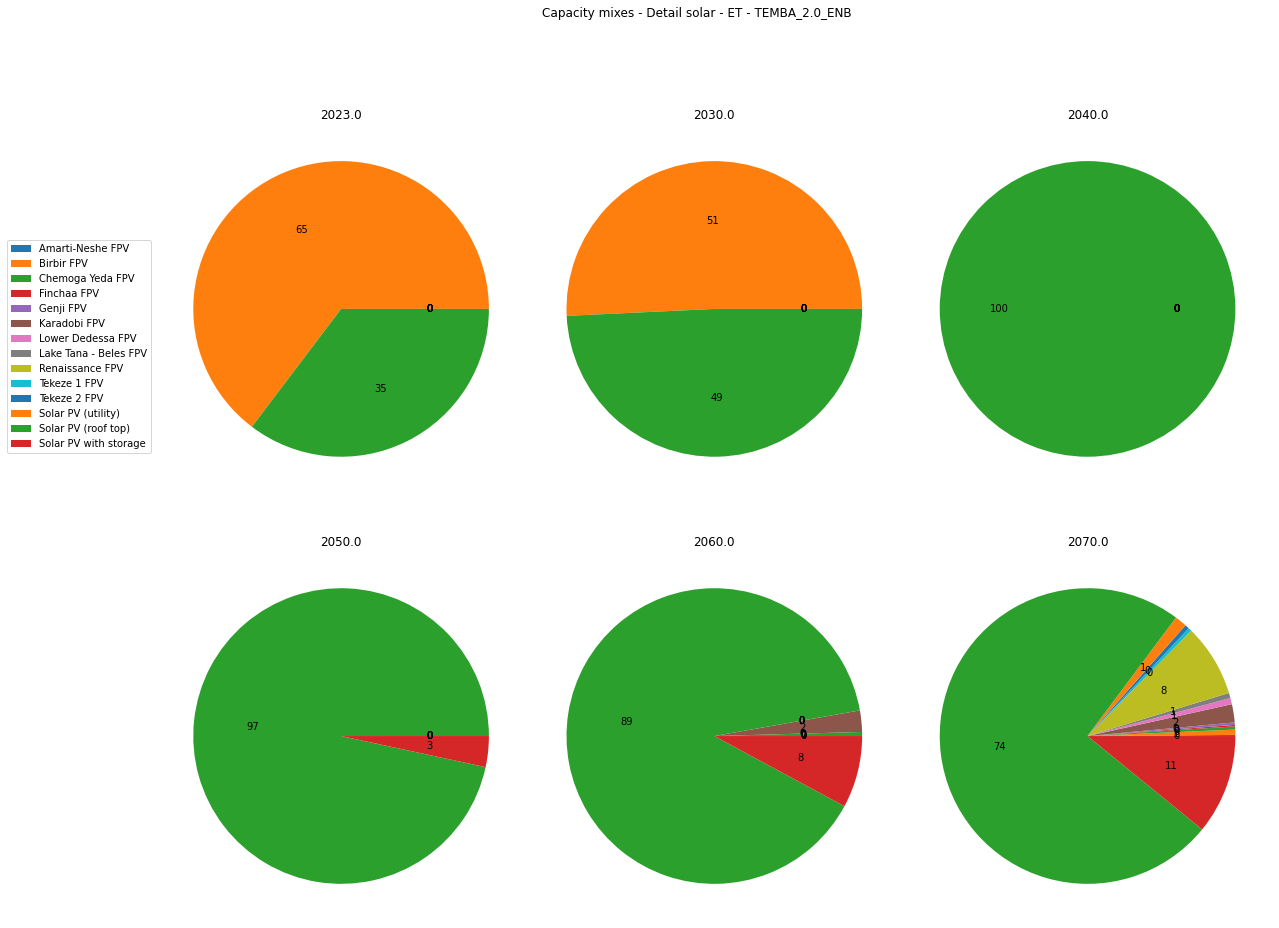 Capacity mixes - Detail solar - ET - TEMBA_2.0_ENB
2023.0
2030.0
2040.0
65
0
35
51
0
49
100
0
Amarti-Neshe FPV
Birbir FPV
Chemoga Yeda FPV
Finchaa FPV
Genji FPV
Karadobi FPV
Lower Dedessa FPV
Lake Tana - Beles FPV
Renaissance FPV
Tekeze 1 FPV
Tekeze 2 FPV
Solar PV (utility)
Solar PV (roof top)
Solar PV with storage
2050.0
2060.0
2070.0
97
0
3
89
0
2
0
8
1
0
8
1
2
0
74
11